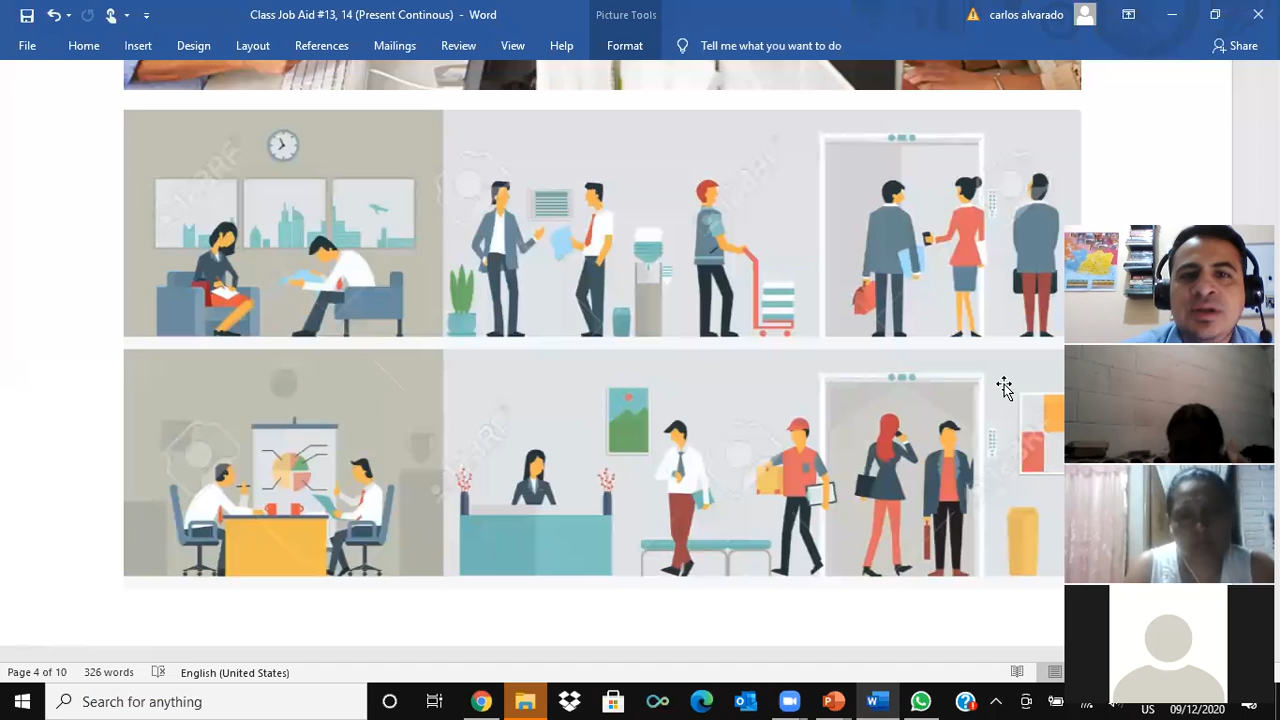 Class Job Aid #13, 14 (Present Continous) - Word
Picture Tools
carlos alvarado
File Home Insert Design Layout References Mailings Review View Help Format Tell me what you want to do Share
Page 4 of 10 326 words English (United States)
Search for anything
US 09/12/2020